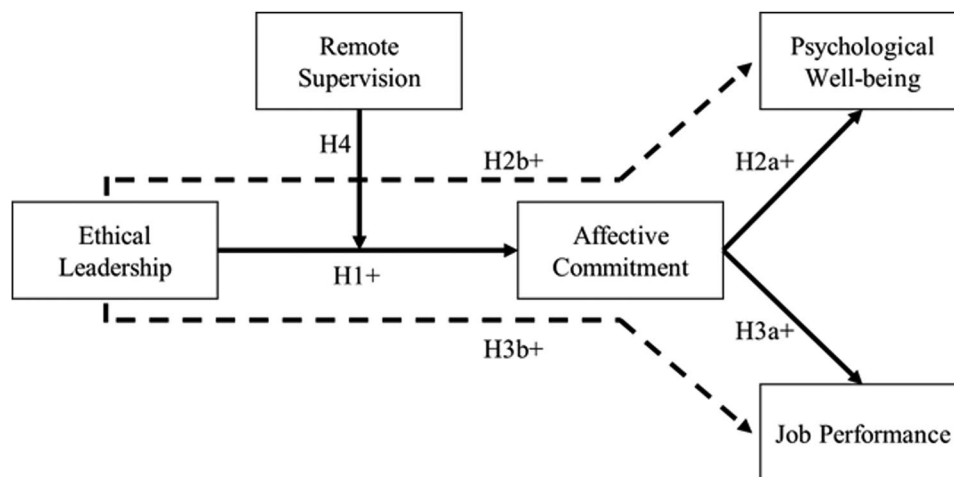 Remote
Supervision
Psychological
Well-being
H4
H2b+
H2a+
Ethical
Leadership
Affective
Commitment
H1+
H3b+
H3a+
Job Performance